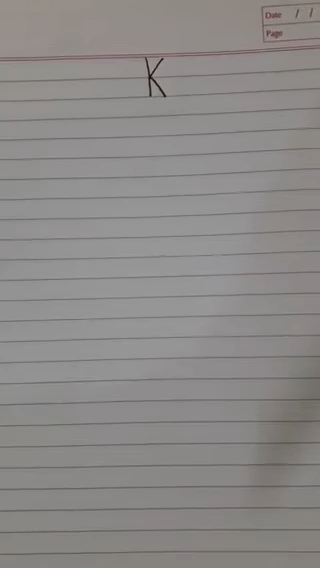 Date / /
Page
K